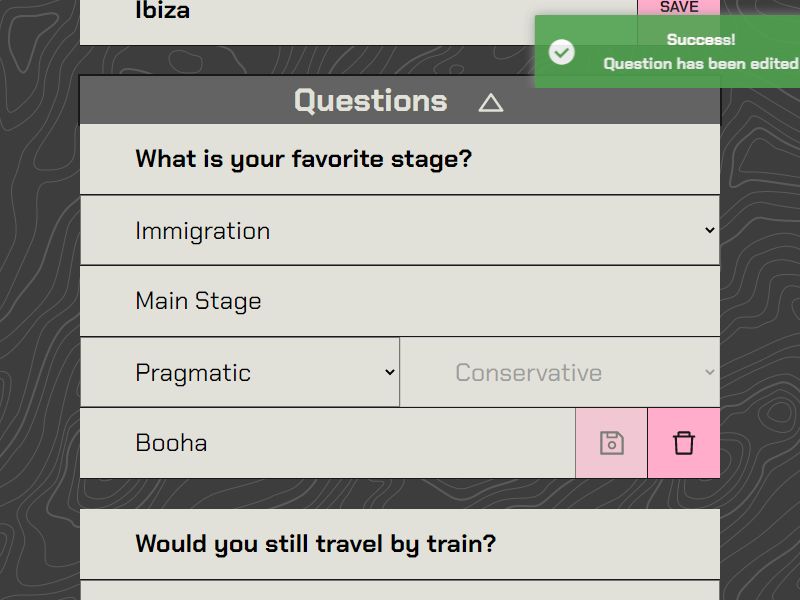 Ibiza
SAVE
Success!
Question has been edited
Questions
What is your favorite stage?
Immigration
Main Stage
Pragmatic
Conservative
Booha
Would you still travel by train?